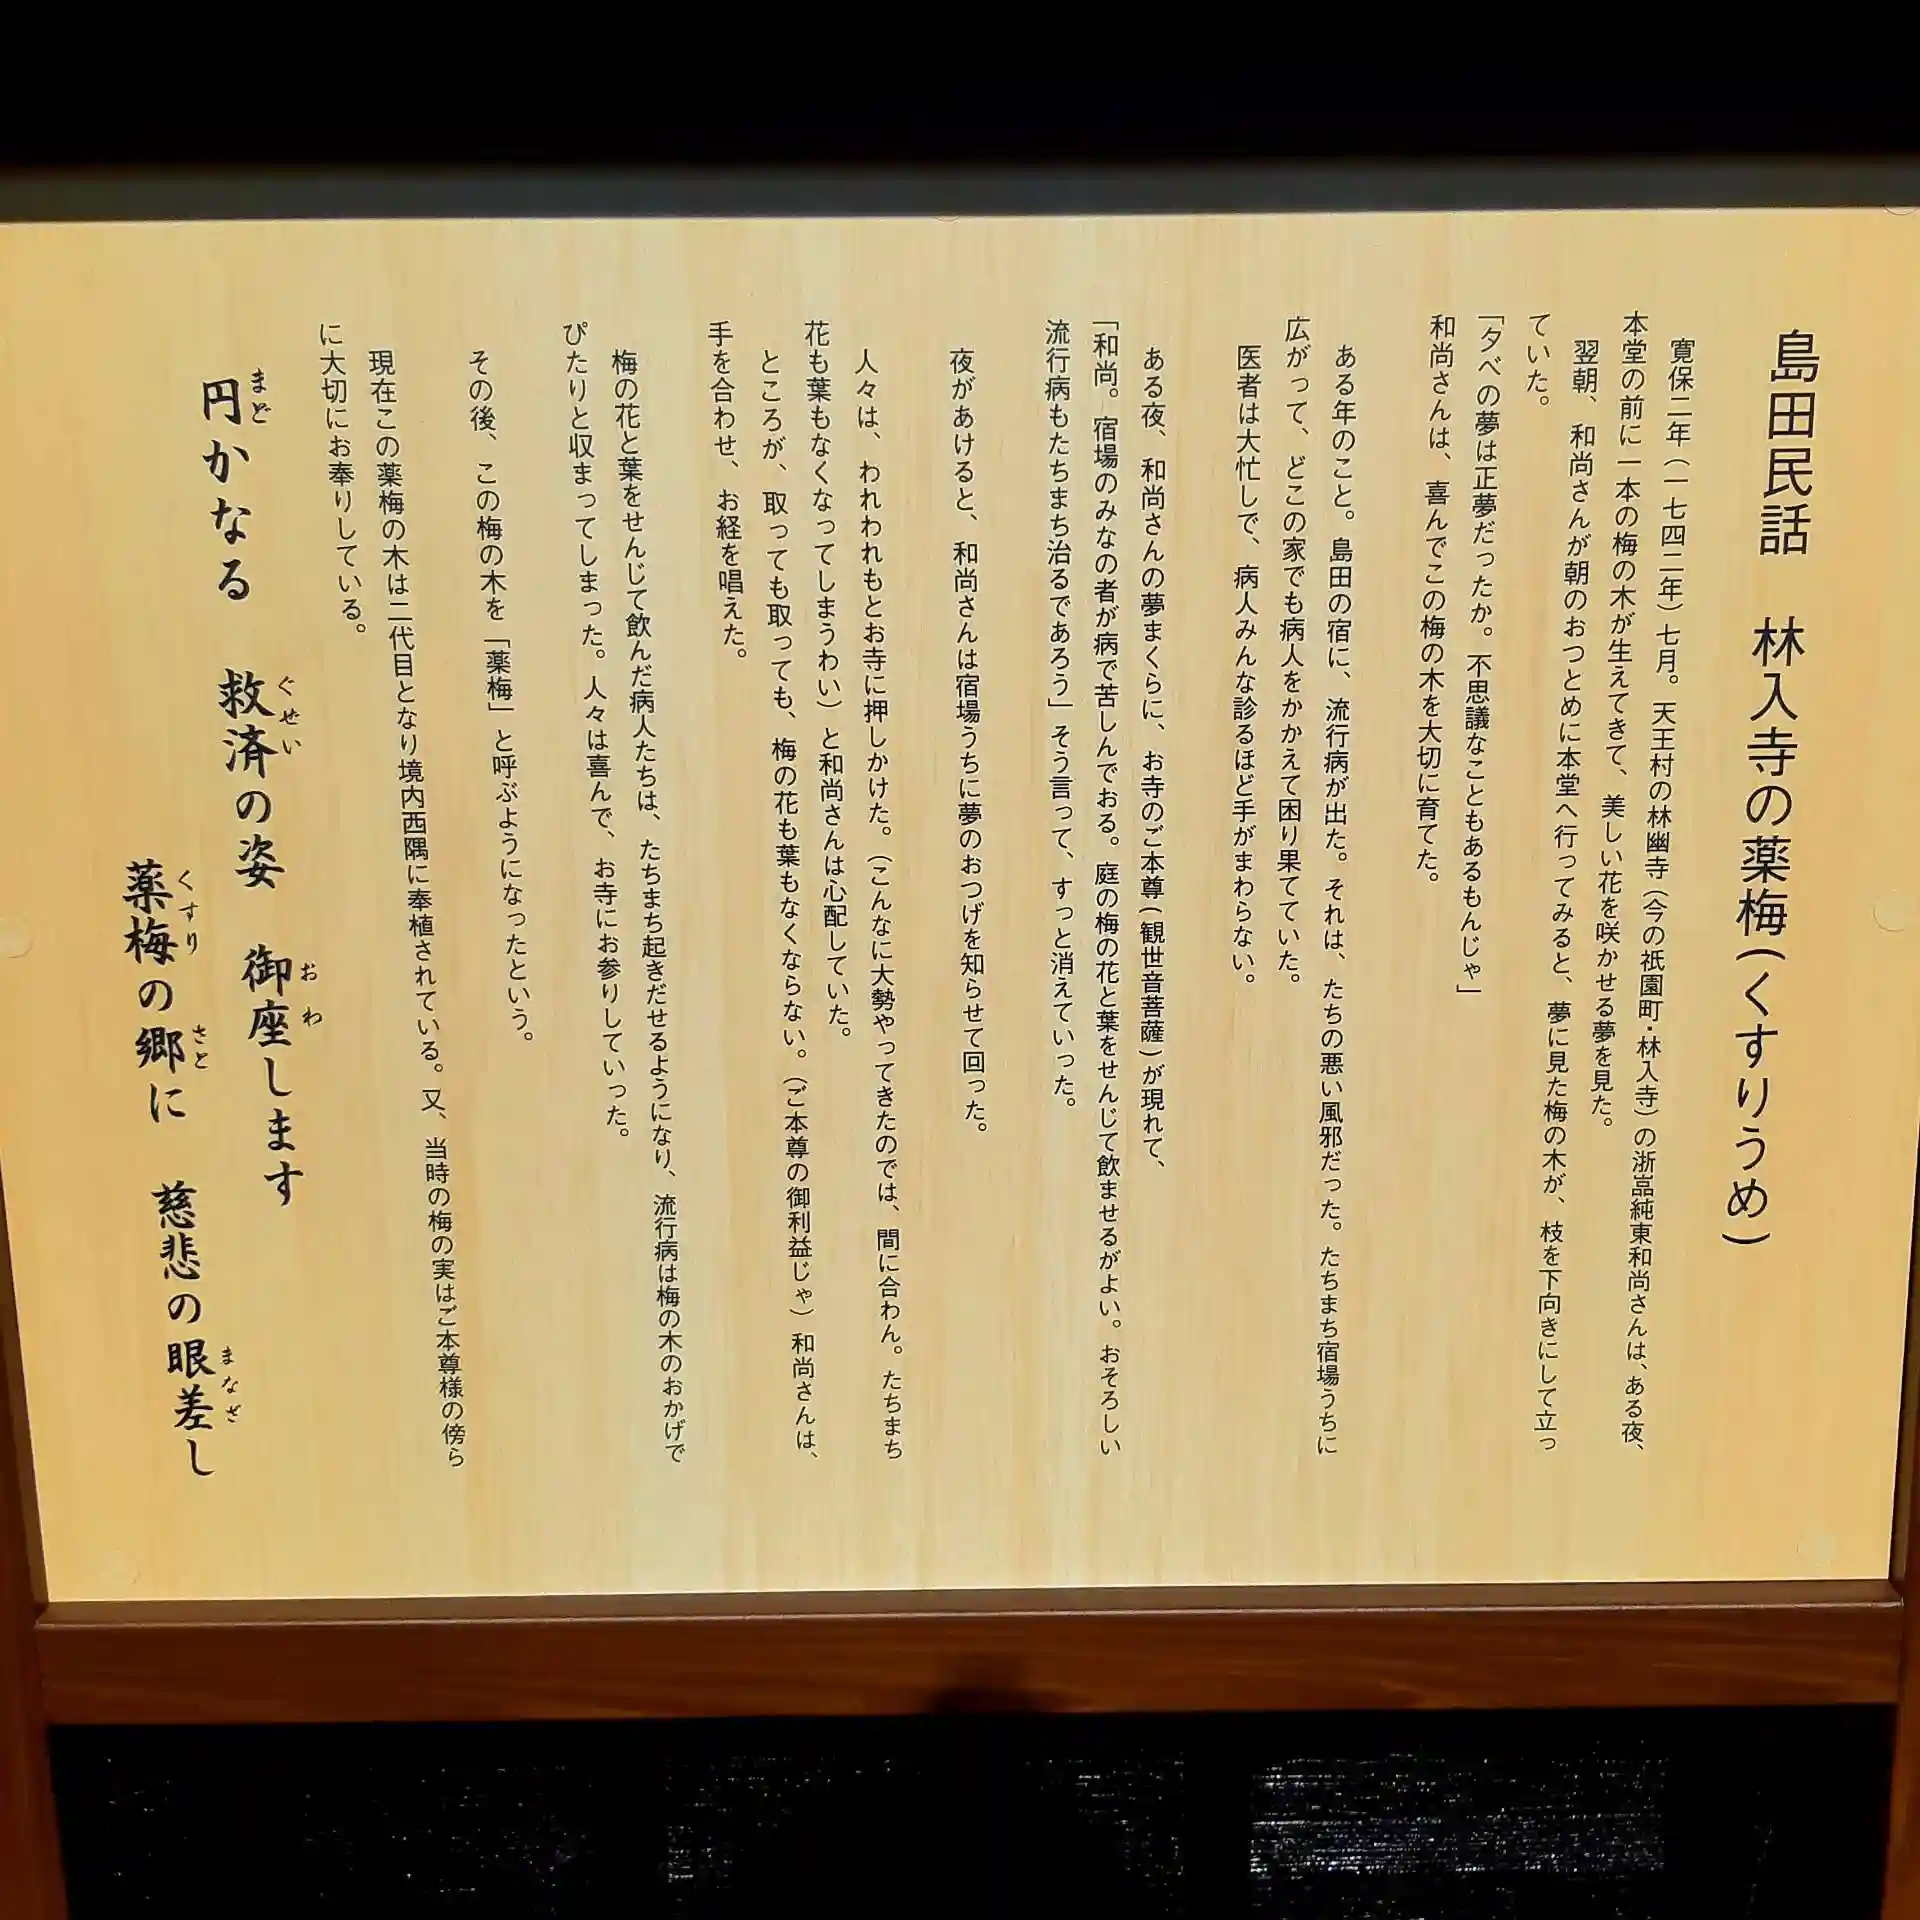 島田民話　林入寺の薬梅(くすりうめ)
寛保二年(一七四二年)七月。天王村の林幽寺(今の祇園町・林入寺)の浙嵓純東和尚さんは、ある夜、
本堂の前に一本の梅の木が生えてきて、美しい花を咲かせる夢を見た。
翌朝、和尚さんが朝のおつとめに本堂へ行ってみると、夢に見た梅の木が、枝を下向きにして立っ
ていた。
「夕べの夢は正夢だったか。不思議なこともあるもんじゃ」
和尚さんは、喜んでこの梅の木を大切に育てた。
ある年のこと。島田の宿に、流行病が出た。それは、たちの悪い風邪だった。たちまち宿場うちに
広がって、どこの家でも病人をかかえて困り果てていた。
医者は大忙しで、病人みんな診るほど手がまわらない。
ある夜、和尚さんの夢まくらに、お寺のご本尊(観世音菩薩)が現れて、
「和尚。宿場のみなの者が病で苦しんでおる。庭の梅の花と葉をせんじて飲ませるがよい。おそろしい
流行病もたちまち治るであろう」そう言って、すっと消えていった。
夜があけると、和尚さんは宿場うちに夢のおつげを知らせて回った。
人々は、われわれもとお寺に押しかけた。(こんなに大勢やってきたのでは、間に合わん。たちまち
花も葉もなくなってしまうわい)と和尚さんは心配していた。
ところが、取っても取っても、梅の花も葉もなくならない。(ご本尊の御利益じゃ)和尚さんは、
手を合わせ、お経を唱えた。
梅の花と葉をせんじて飲んだ病人たちは、たちまち起きだせるようになり、流行病は梅の木のおかげで
ぴたりと収まってしまった。人々は喜んで、お寺にお参りしていった。
その後、この梅の木を「薬梅」と呼ぶようになったという。
現在この薬梅の木は二代目となり境内西隅に奉植されている。又、当時の梅の実はご本尊様の傍ら
に大切にお奉りしている。
まど　ぐせい　おわ
円かなる　救済の姿　御座します
くすり　さと　まなざ
薬梅の郷に　慈悲の眼差し